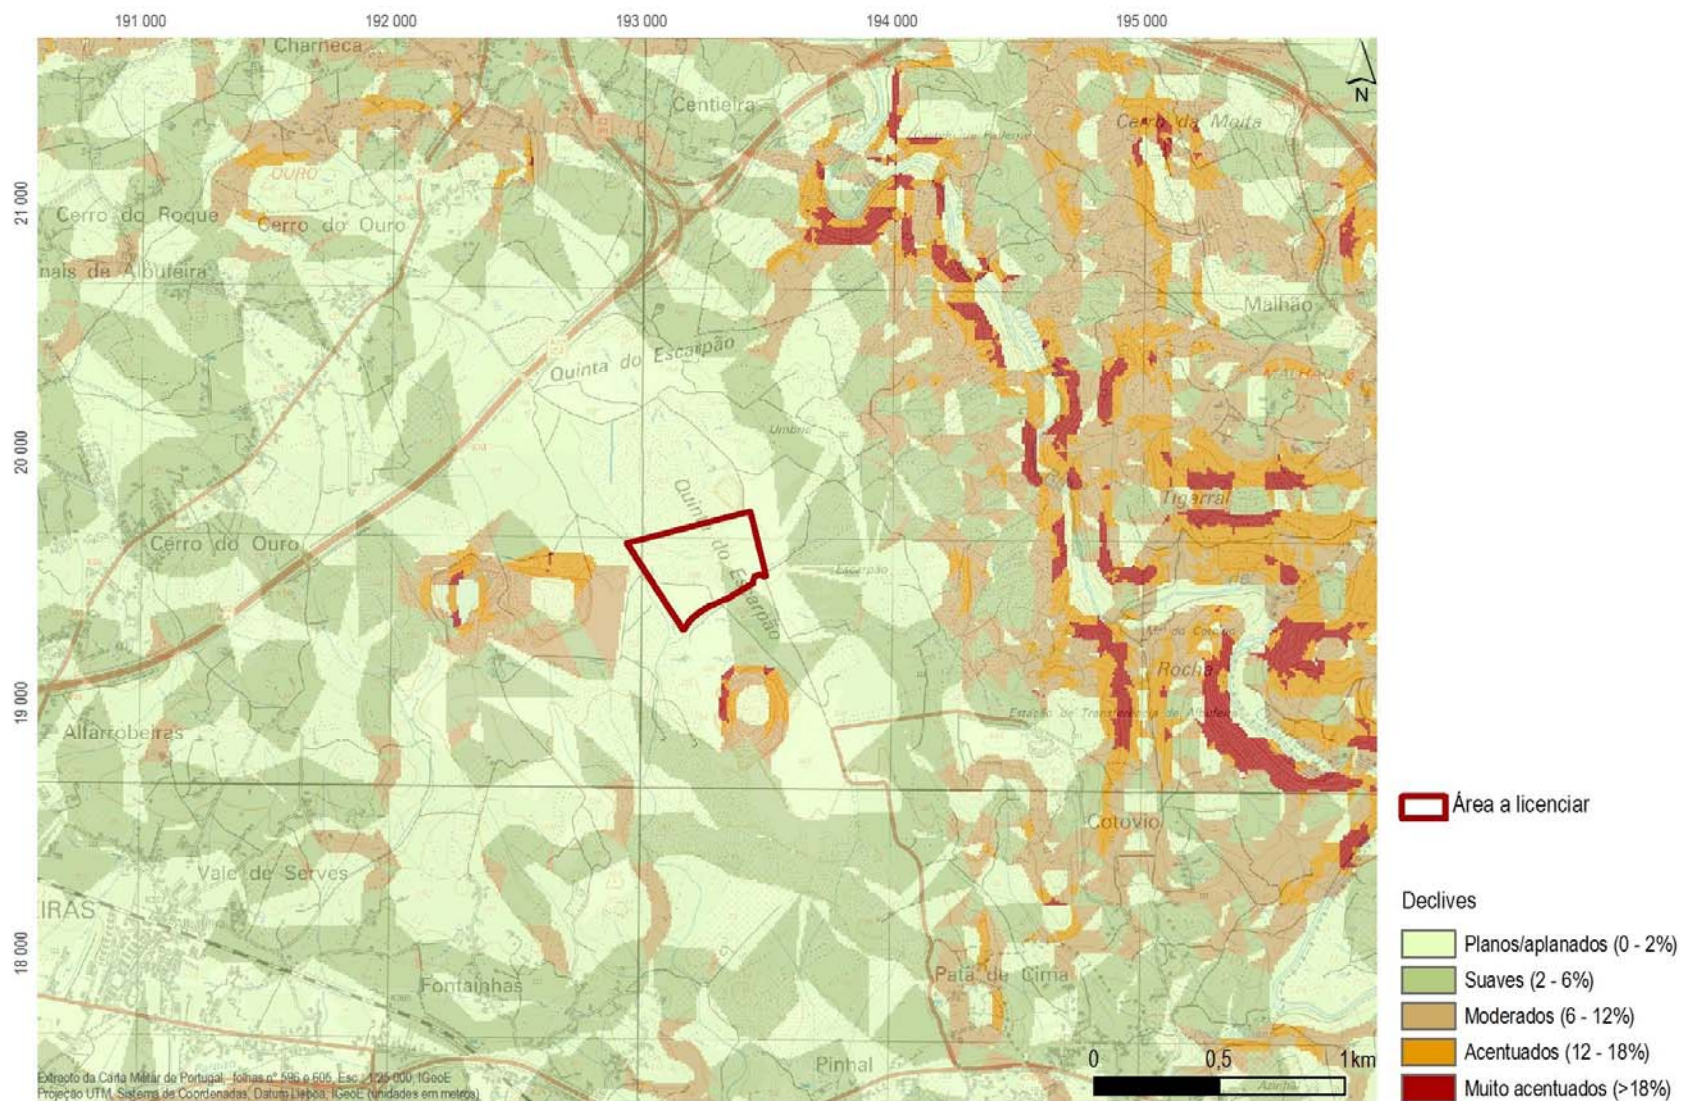 191 000 192 000 193 000 194 000 195 000
Charneca
Centieira
N
Cerro da Moita
OURO
21 000
Cerro do Roque
Cerro do Ouro
nais de Albufeira
Malhão
Quinta do Escarpão
Umbria
20 000
Quinta do Escarpão
Tigarral
Cerro do Ouro
Escarpão
Rocha
19 000
Estação de Transferência de Albufeira
Alfarrobeiras
Área a licenciar
Cotovio
Vale de Serves
EIRAS
Declives
Planos/aplanados (0 - 2%)
18 000
Patã de Cima
Fontainhas
Suaves (2 - 6%)
Moderados (6 - 12%)
Acentuados (12 - 18%)
Muito acentuados (>18%)
Pinhal
0 0,5 1km
Extracto da Carta Militar de Portugal, folhas nº 596 e 605, Esc.: 1/25 000, IGeoE
Projeção UTM, Sistema de Coordenadas, Datum Lisboa, IGeoE (unidades em metros)